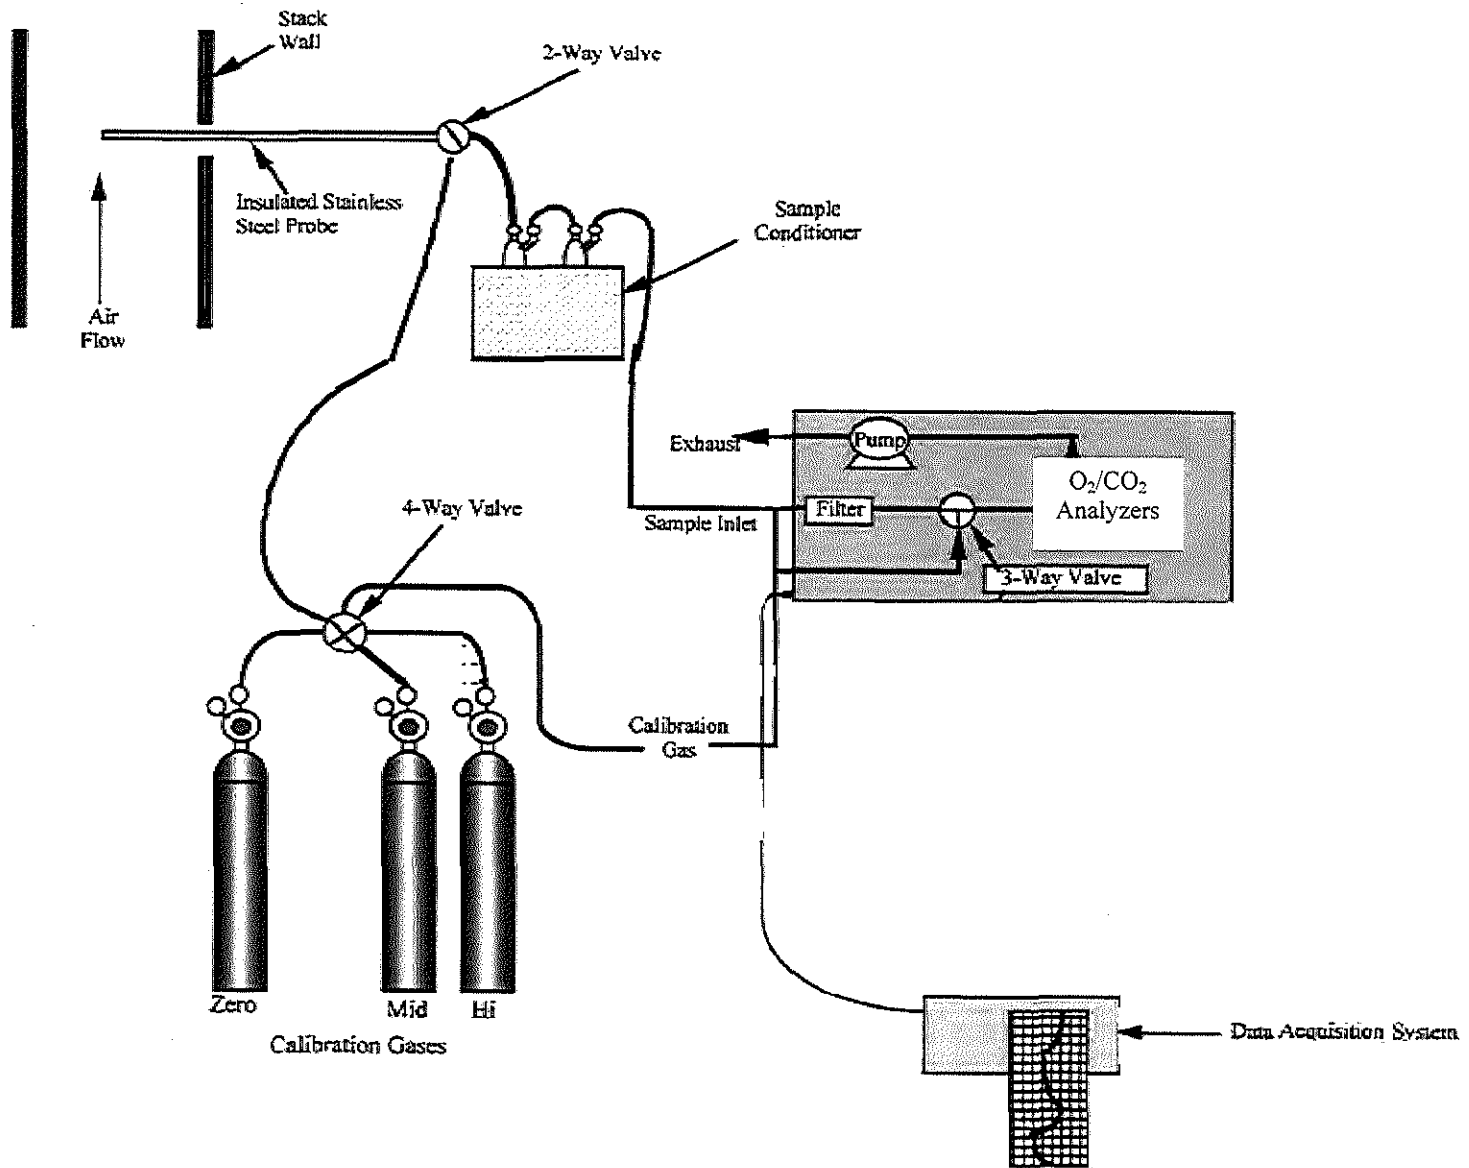 Stack
Wall
2-Way Valve
Insulated Stainless
Steel Probe
Sample
Conditioner
Air
Flow
Exhaust
Pump
O₂/CO₂
Analyzers
4-Way Valve
Sample Inlet
Filter
3-Way Valve
Calibration
Gas
Zero
Mid
Hi
Calibration Gases
Data Acquisition System